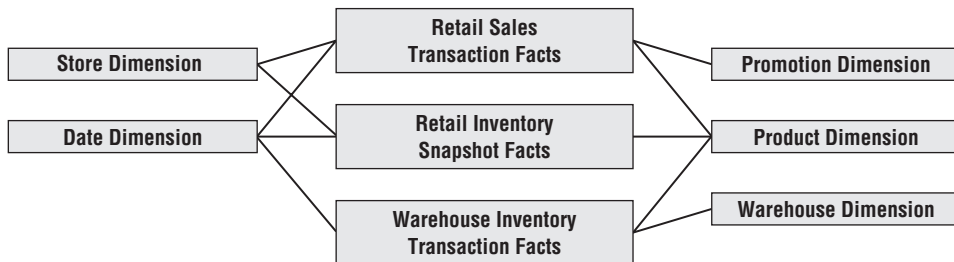 Store Dimension
Date Dimension
Retail Sales
Transaction Facts
Retail Inventory
Snapshot Facts
Warehouse Inventory
Transaction Facts
Promotion Dimension
Product Dimension
Warehouse Dimension